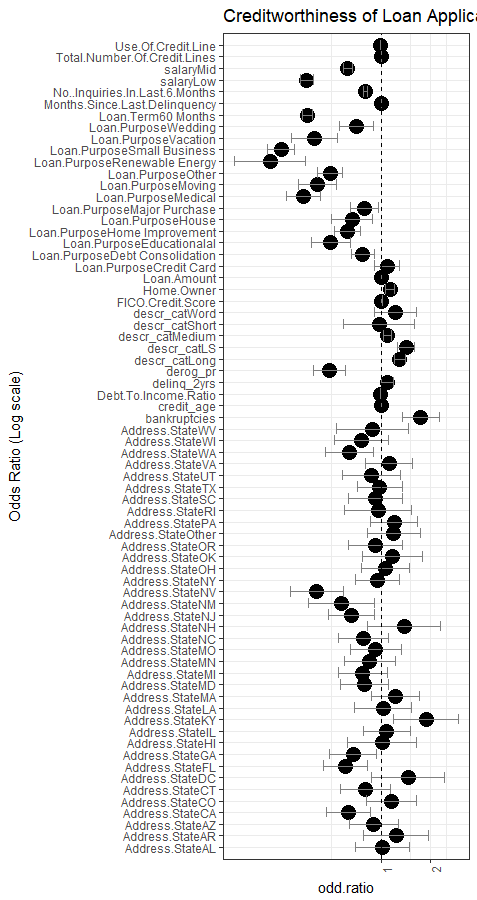 Creditworthiness of Loan Applica
Use.Of.Credit.Line
Total.Number.Of.Credit.Lines
salaryMid
salaryLow
No..Inquiries.In.Last.6.Months
Months.Since.Last.Delinquency
Loan.Term60 Months
Loan.PurposeWedding
Loan.PurposeVacation
Loan.PurposeSmall Business
Loan.PurposeRenewable Energy
Loan.PurposeOther
Loan.PurposeMoving
Loan.PurposeMedical
Loan.PurposeMajor Purchase
Loan.PurposeHouse
Loan.PurposeHome Improvement
Loan.PurposeEducationalal
Loan.PurposeDebt Consolidation
Loan.PurposeCredit Card
Loan.Amount
Home.Owner
FICO.Credit.Score
descr_catWord
descr_catShort
descr_catMedium
descr_catLS
descr_catLong
derog_pr
delinq_2yrs
Debt.To.Income.Ratio
credit_age
bankruptcies
Address.StateWV
Address.StateWI
Address.StateWA
Address.StateVA
Address.StateUT
Address.StateTX
Address.StateSC
Address.StateRI
Address.StatePA
Address.StateOther
Address.StateOR
Address.StateOK
Address.StateOH
Address.StateNY
Address.StateNV
Address.StateNM
Address.StateNJ
Address.StateNH
Address.StateNC
Address.StateMO
Address.StateMN
Address.StateMI
Address.StateMD
Address.StateMA
Address.StateLA
Address.StateKY
Address.StateIL
Address.StateHI
Address.StateGA
Address.StateFL
Address.StateDC
Address.StateCT
Address.StateCO
Address.StateCA
Address.StateAZ
Address.StateAR
Address.StateAL
Odds Ratio (Log scale)
1
2
odd.ratio